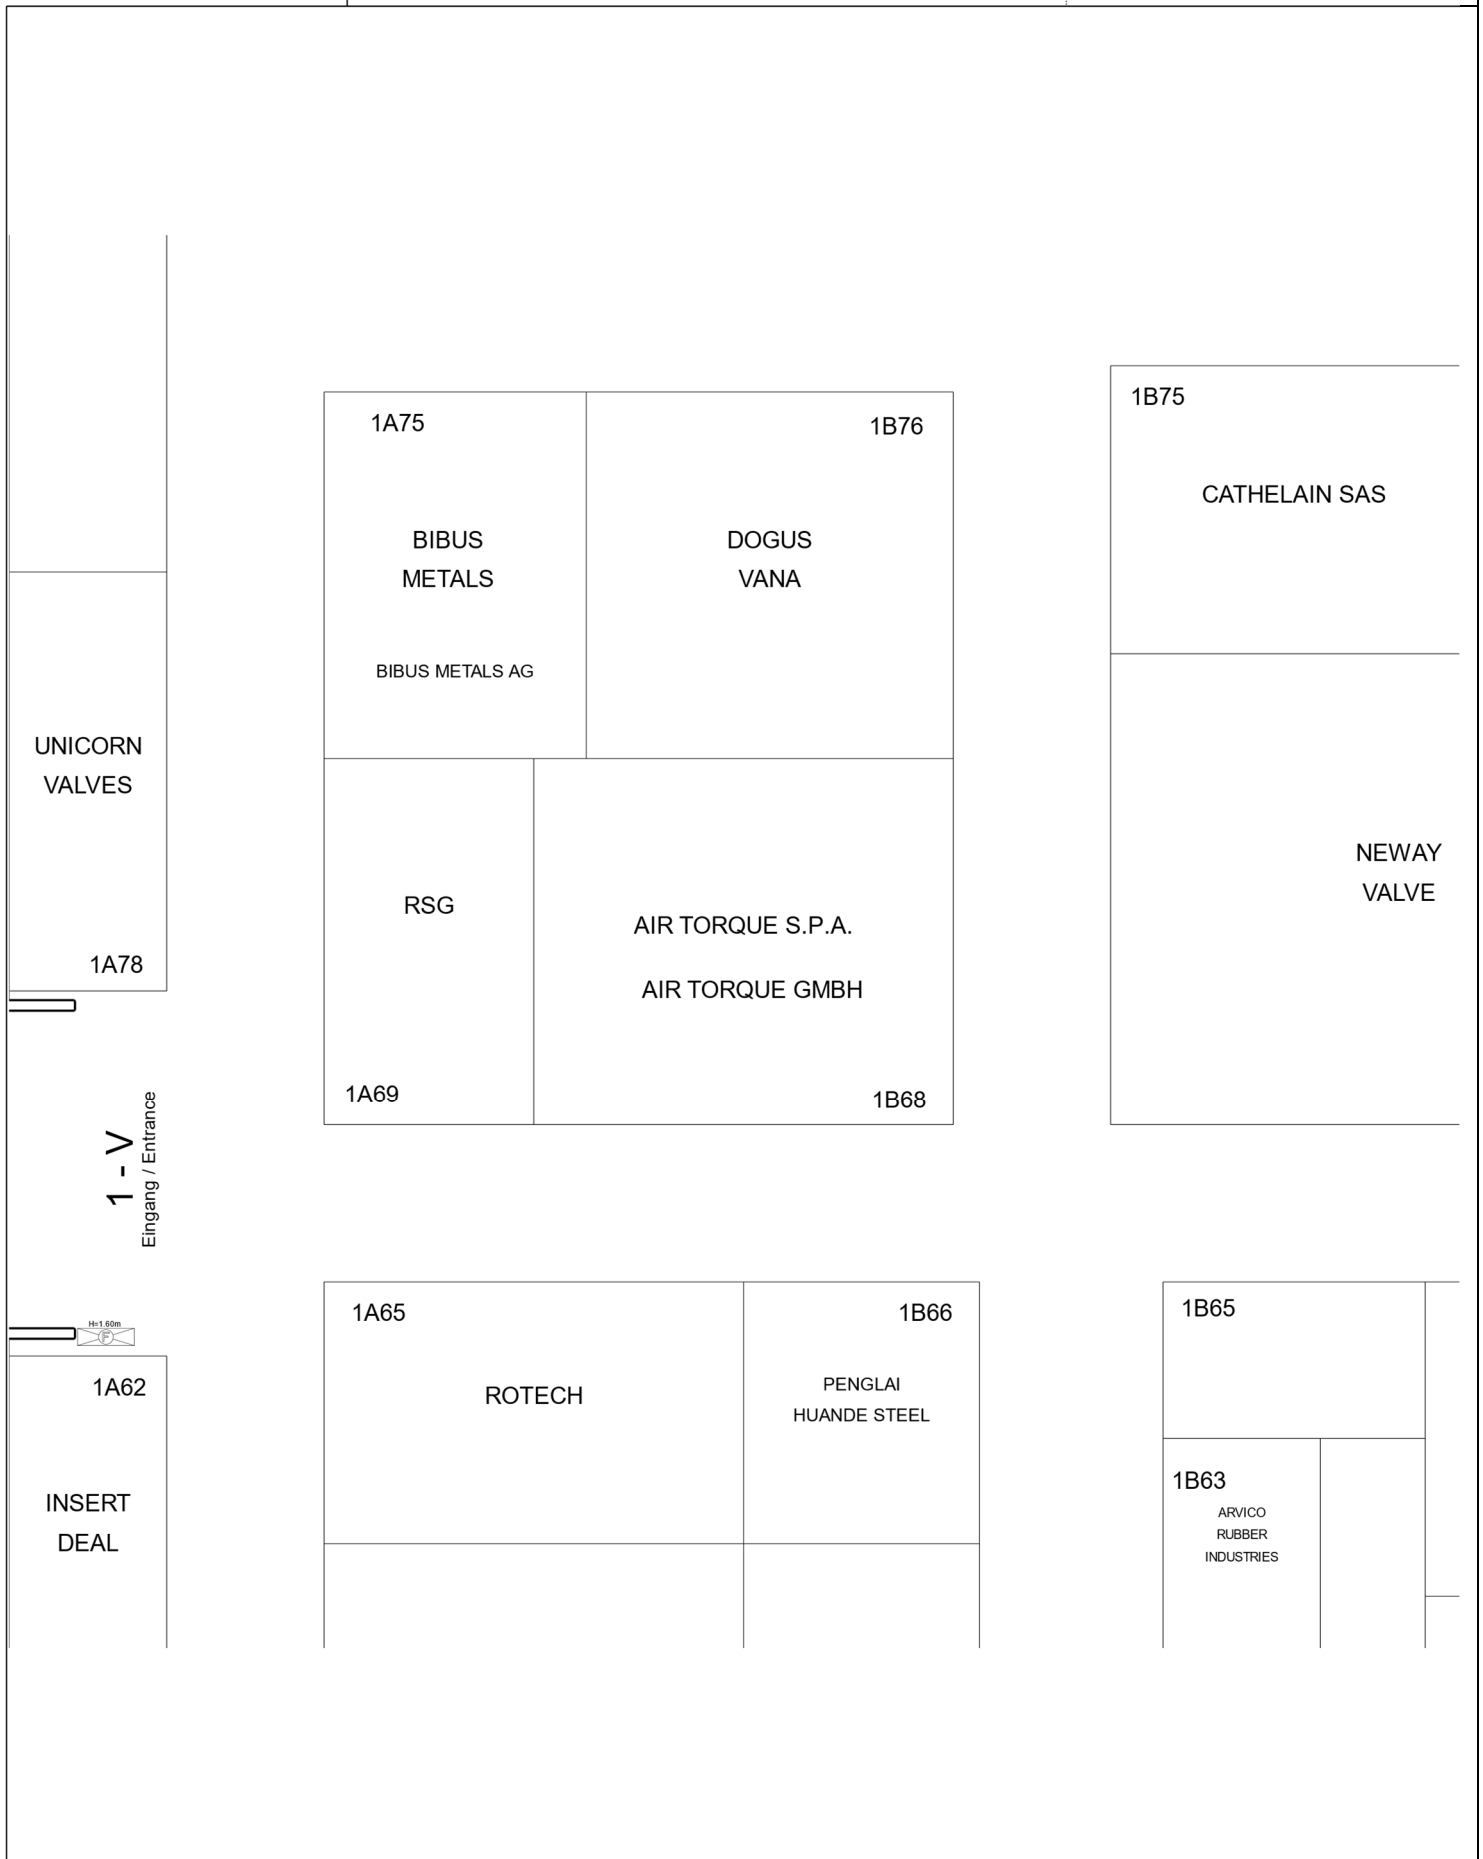 1A75
1B76
1B75
BIBUS
METALS
DOGUS
VANA
CATHELAIN SAS
BIBUS METALS AG
UNICORN
VALVES
1A78
RSG
AIR TORQUE S.P.A.
AIR TORQUE GMBH
1A69
1B68
NEWAY
VALVE
1 - V
Eingang / Entrance
H=1.60m
F
1A62
INSERT
DEAL
1A65
ROTECH
1B66
PENGLAI
HUANDE STEEL
1B65
1B63
ARVICO
RUBBER
INDUSTRIES